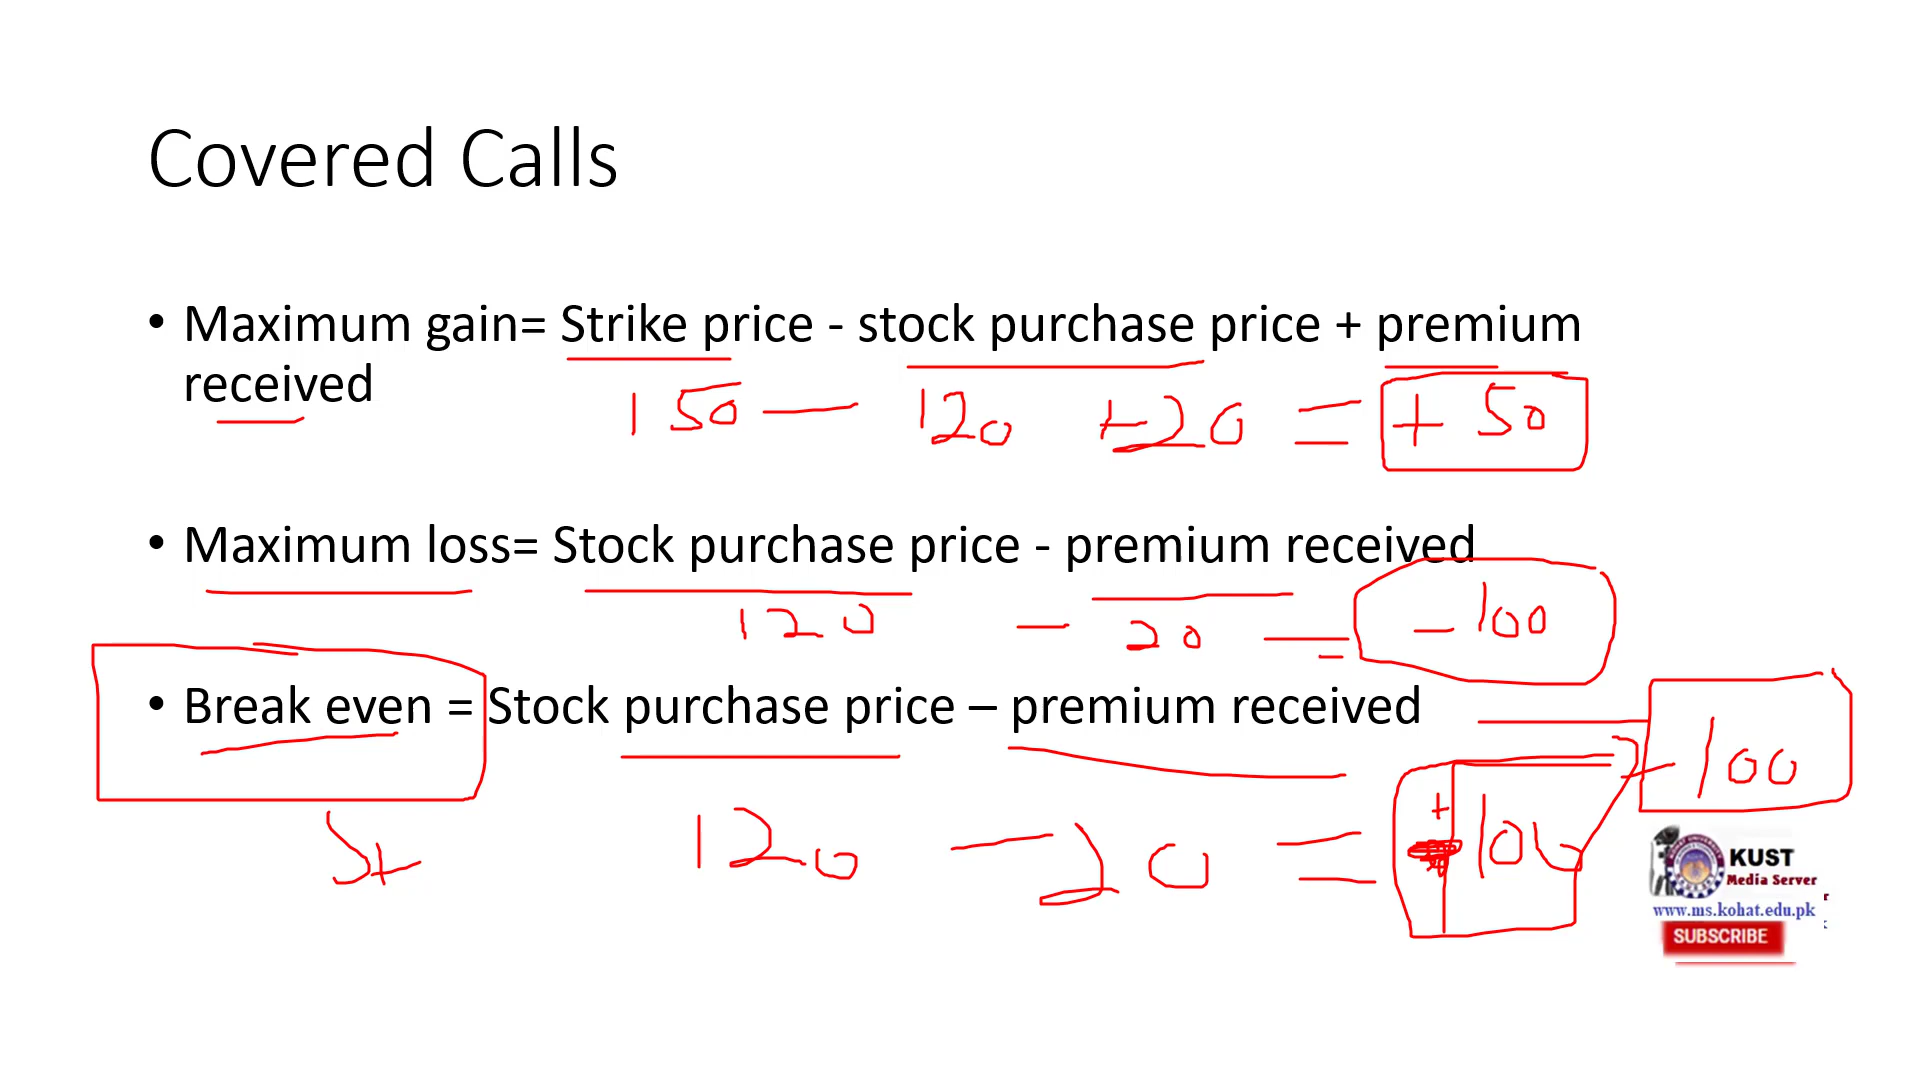 Covered Calls
• Maximum gain= Strike price - stock purchase price + premium
received
150 — 120 +20 = + 50
• Maximum loss= Stock purchase price - premium received
120 — 20 = - 100
• Break even = Stock purchase price – premium received
- 100
120 — 20 = + 100
St
KUST
Media Server
www.ms.kohat.edu.pk
SUBSCRIBE